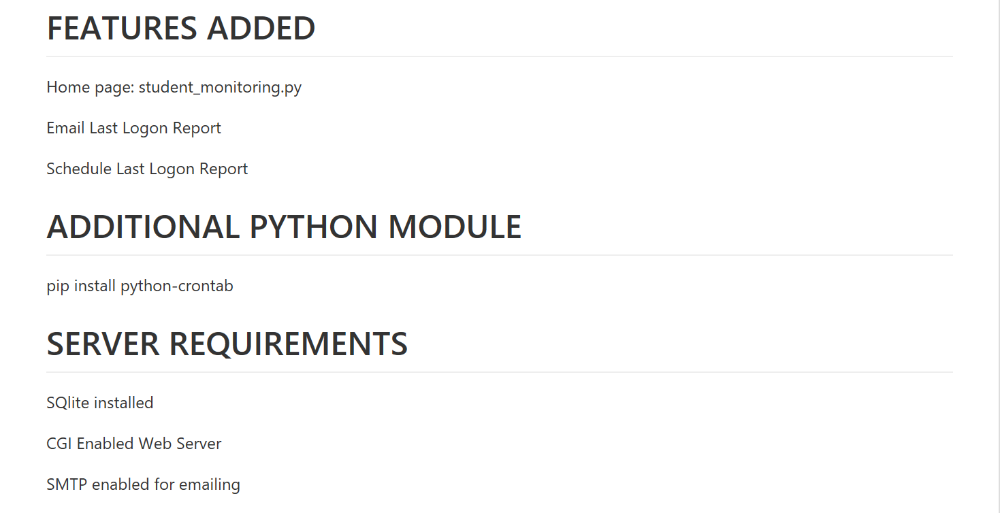 FEATURES ADDED
Home page: student_monitoring.py
Email Last Logon Report
Schedule Last Logon Report
ADDITIONAL PYTHON MODULE
pip install python-crontab
SERVER REQUIREMENTS
SQlite installed
CGI Enabled Web Server
SMTP enabled for emailing